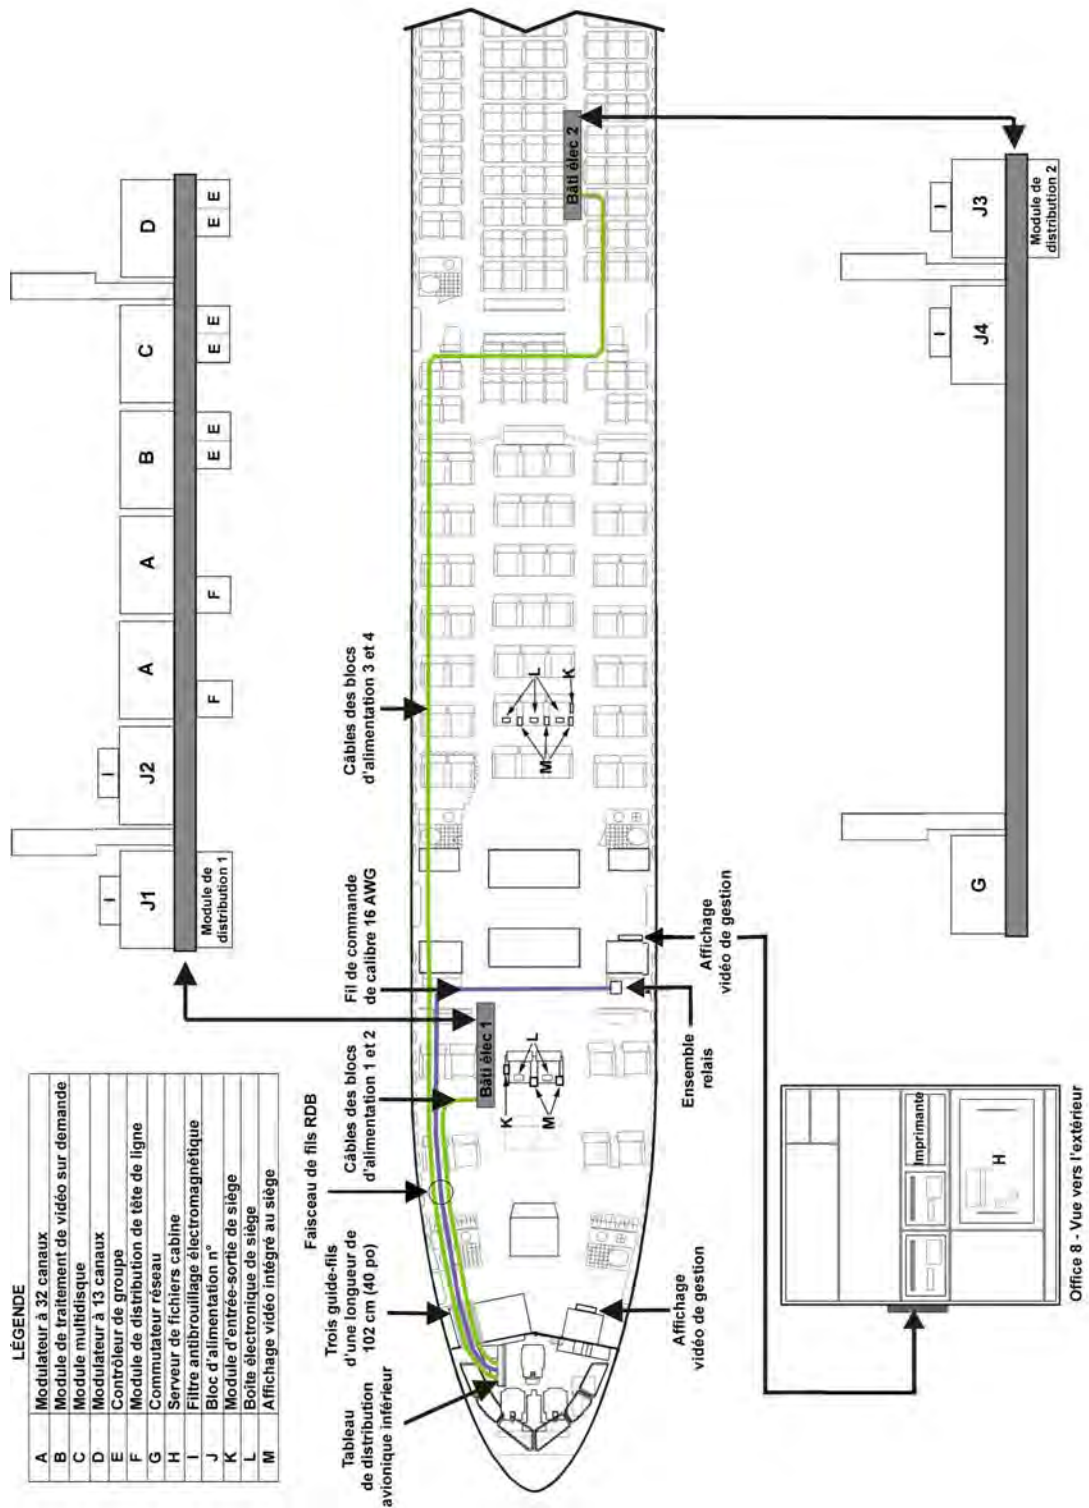 LÉGENDE
A Modulateur à 32 canaux
B Module de traitement de vidéo sur demande
C Module multidisque
D Modulateur à 13 canaux
E Contrôleur de groupe
F Module de distribution de tête de ligne
G Commutateur réseau
H Serveur de fichiers cabine
I Filtre antibrouillage électromagnétique
J Bloc d'alimentation n°
K Module d'entrée-sortie de siège
L Boîte électronique de siège
M Affichage vidéo intégré au siège
I
I
J1
J2
A
A
B
C
D
Module de
distribution 1
F
F
E E
E E
E E
Tableau
de distribution
avionique inférieur
Trois guide-fils
d'une longueur de
102 cm (40 po)
Faisceau de fils RDB
Câbles des blocs
d'alimentation 1 et 2
Fil de commande
de calibre 16 AWG
Câbles des blocs
d'alimentation 3 et 4
Bâti élec 1
Bâti élec 2
K
L
M
L
K
M
Affichage
vidéo de gestion
Ensemble
relais
Affichage
vidéo de gestion
Imprimante
H
Office 8 - Vue vers l'extérieur
G
I
I
J4
J3
Module de
distribution 2